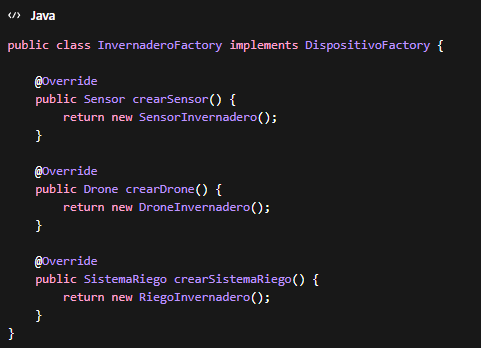 </> Java
public class InvernaderoFactory implements DispositivoFactory {
@Override
public Sensor crearSensor() {
return new SensorInvernadero();
}
@Override
public Drone crearDrone() {
return new DroneInvernadero();
}
@Override
public SistemaRiego crearSistemaRiego() {
return new RiegoInvernadero();
}
}